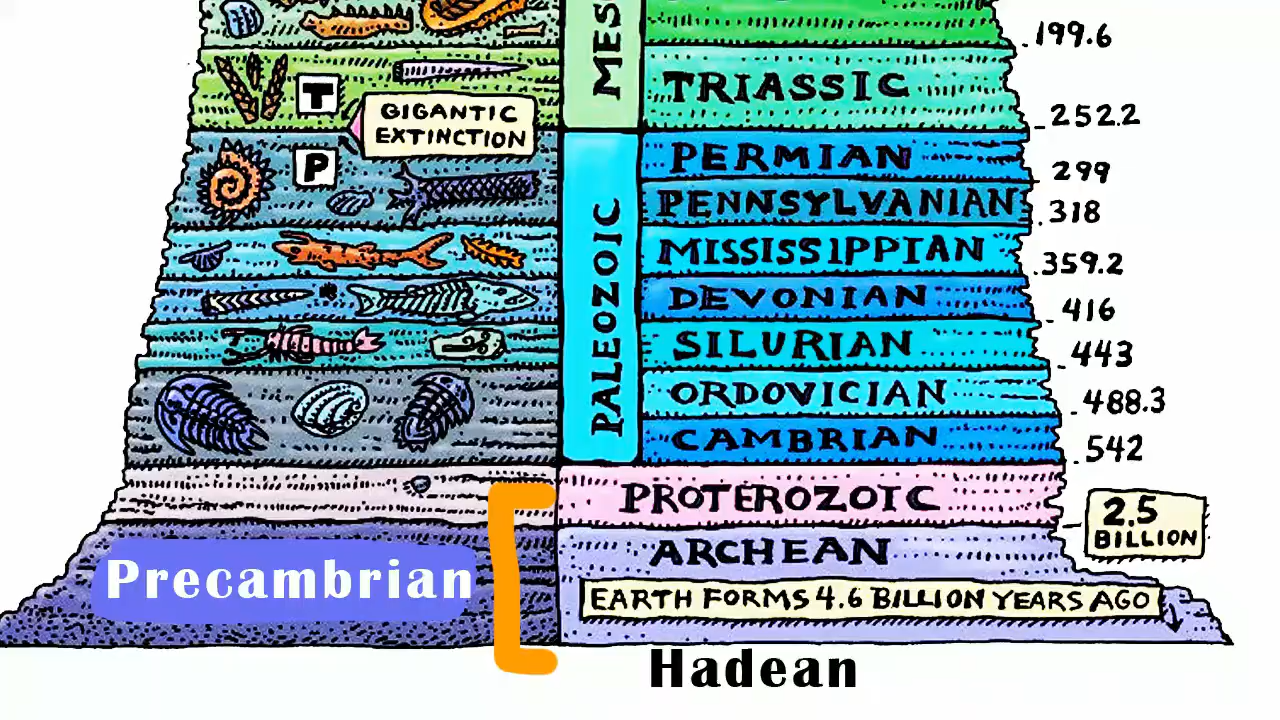 MES
199.6
TRIASSIC
T
GIGANTIC
EXTINCTION
252.2
P
PALEOZOIC
PERMIAN
299
PENNSYLVANIAN
318
MISSISSIPPIAN
359.2
DEVONIAN
416
SILURIAN
443
ORDOVICIAN
488.3
CAMBRIAN
542
PROTEROZOIC
2.5
BILLION
ARCHEAN
Precambrian
EARTH FORMS 4.6 BILLION YEARS AGO
Hadean